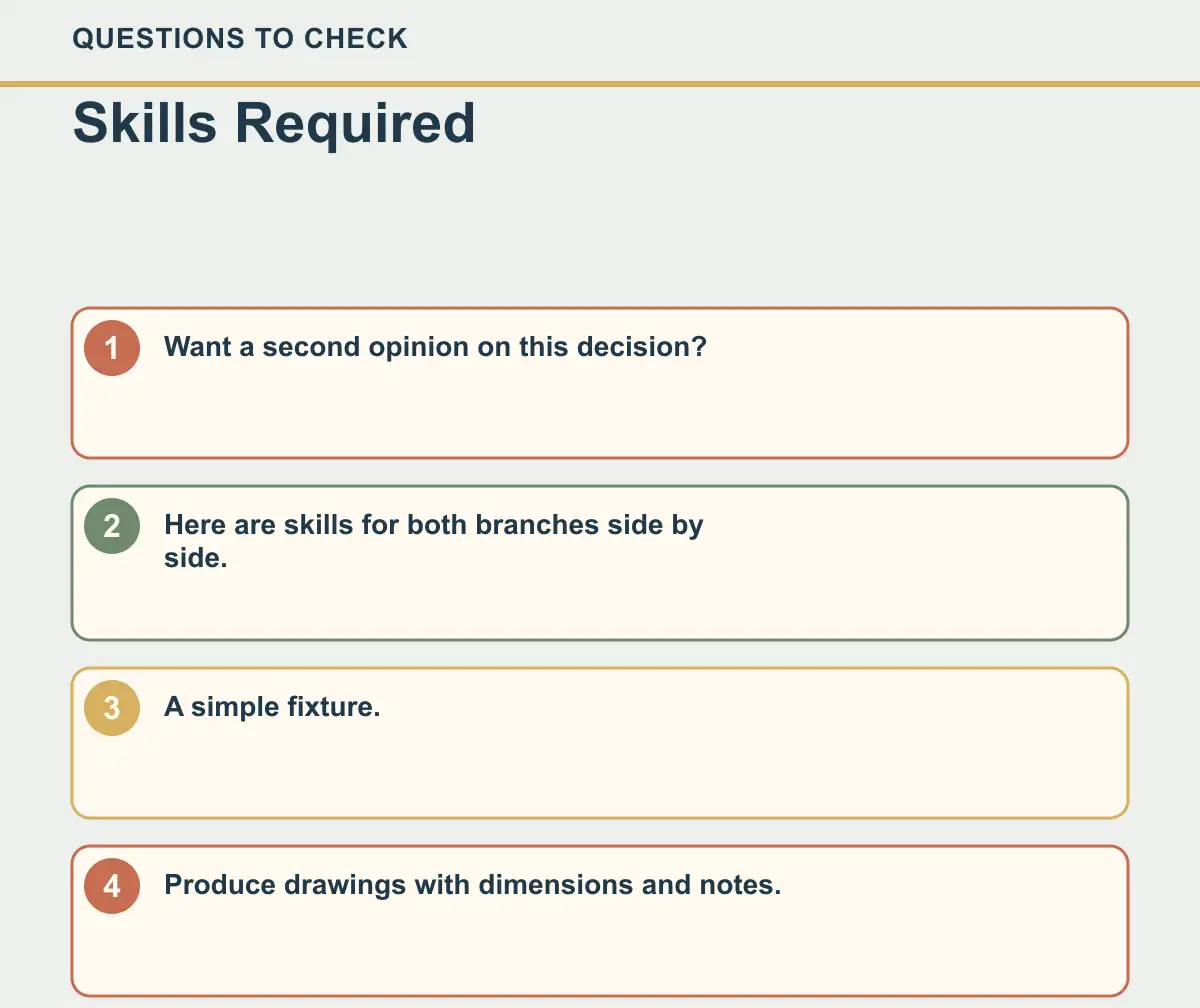 QUESTIONS TO CHECK
Skills Required
1
Want a second opinion on this decision?
2
Here are skills for both branches side by
side.
3
A simple fixture.
4
Produce drawings with dimensions and notes.